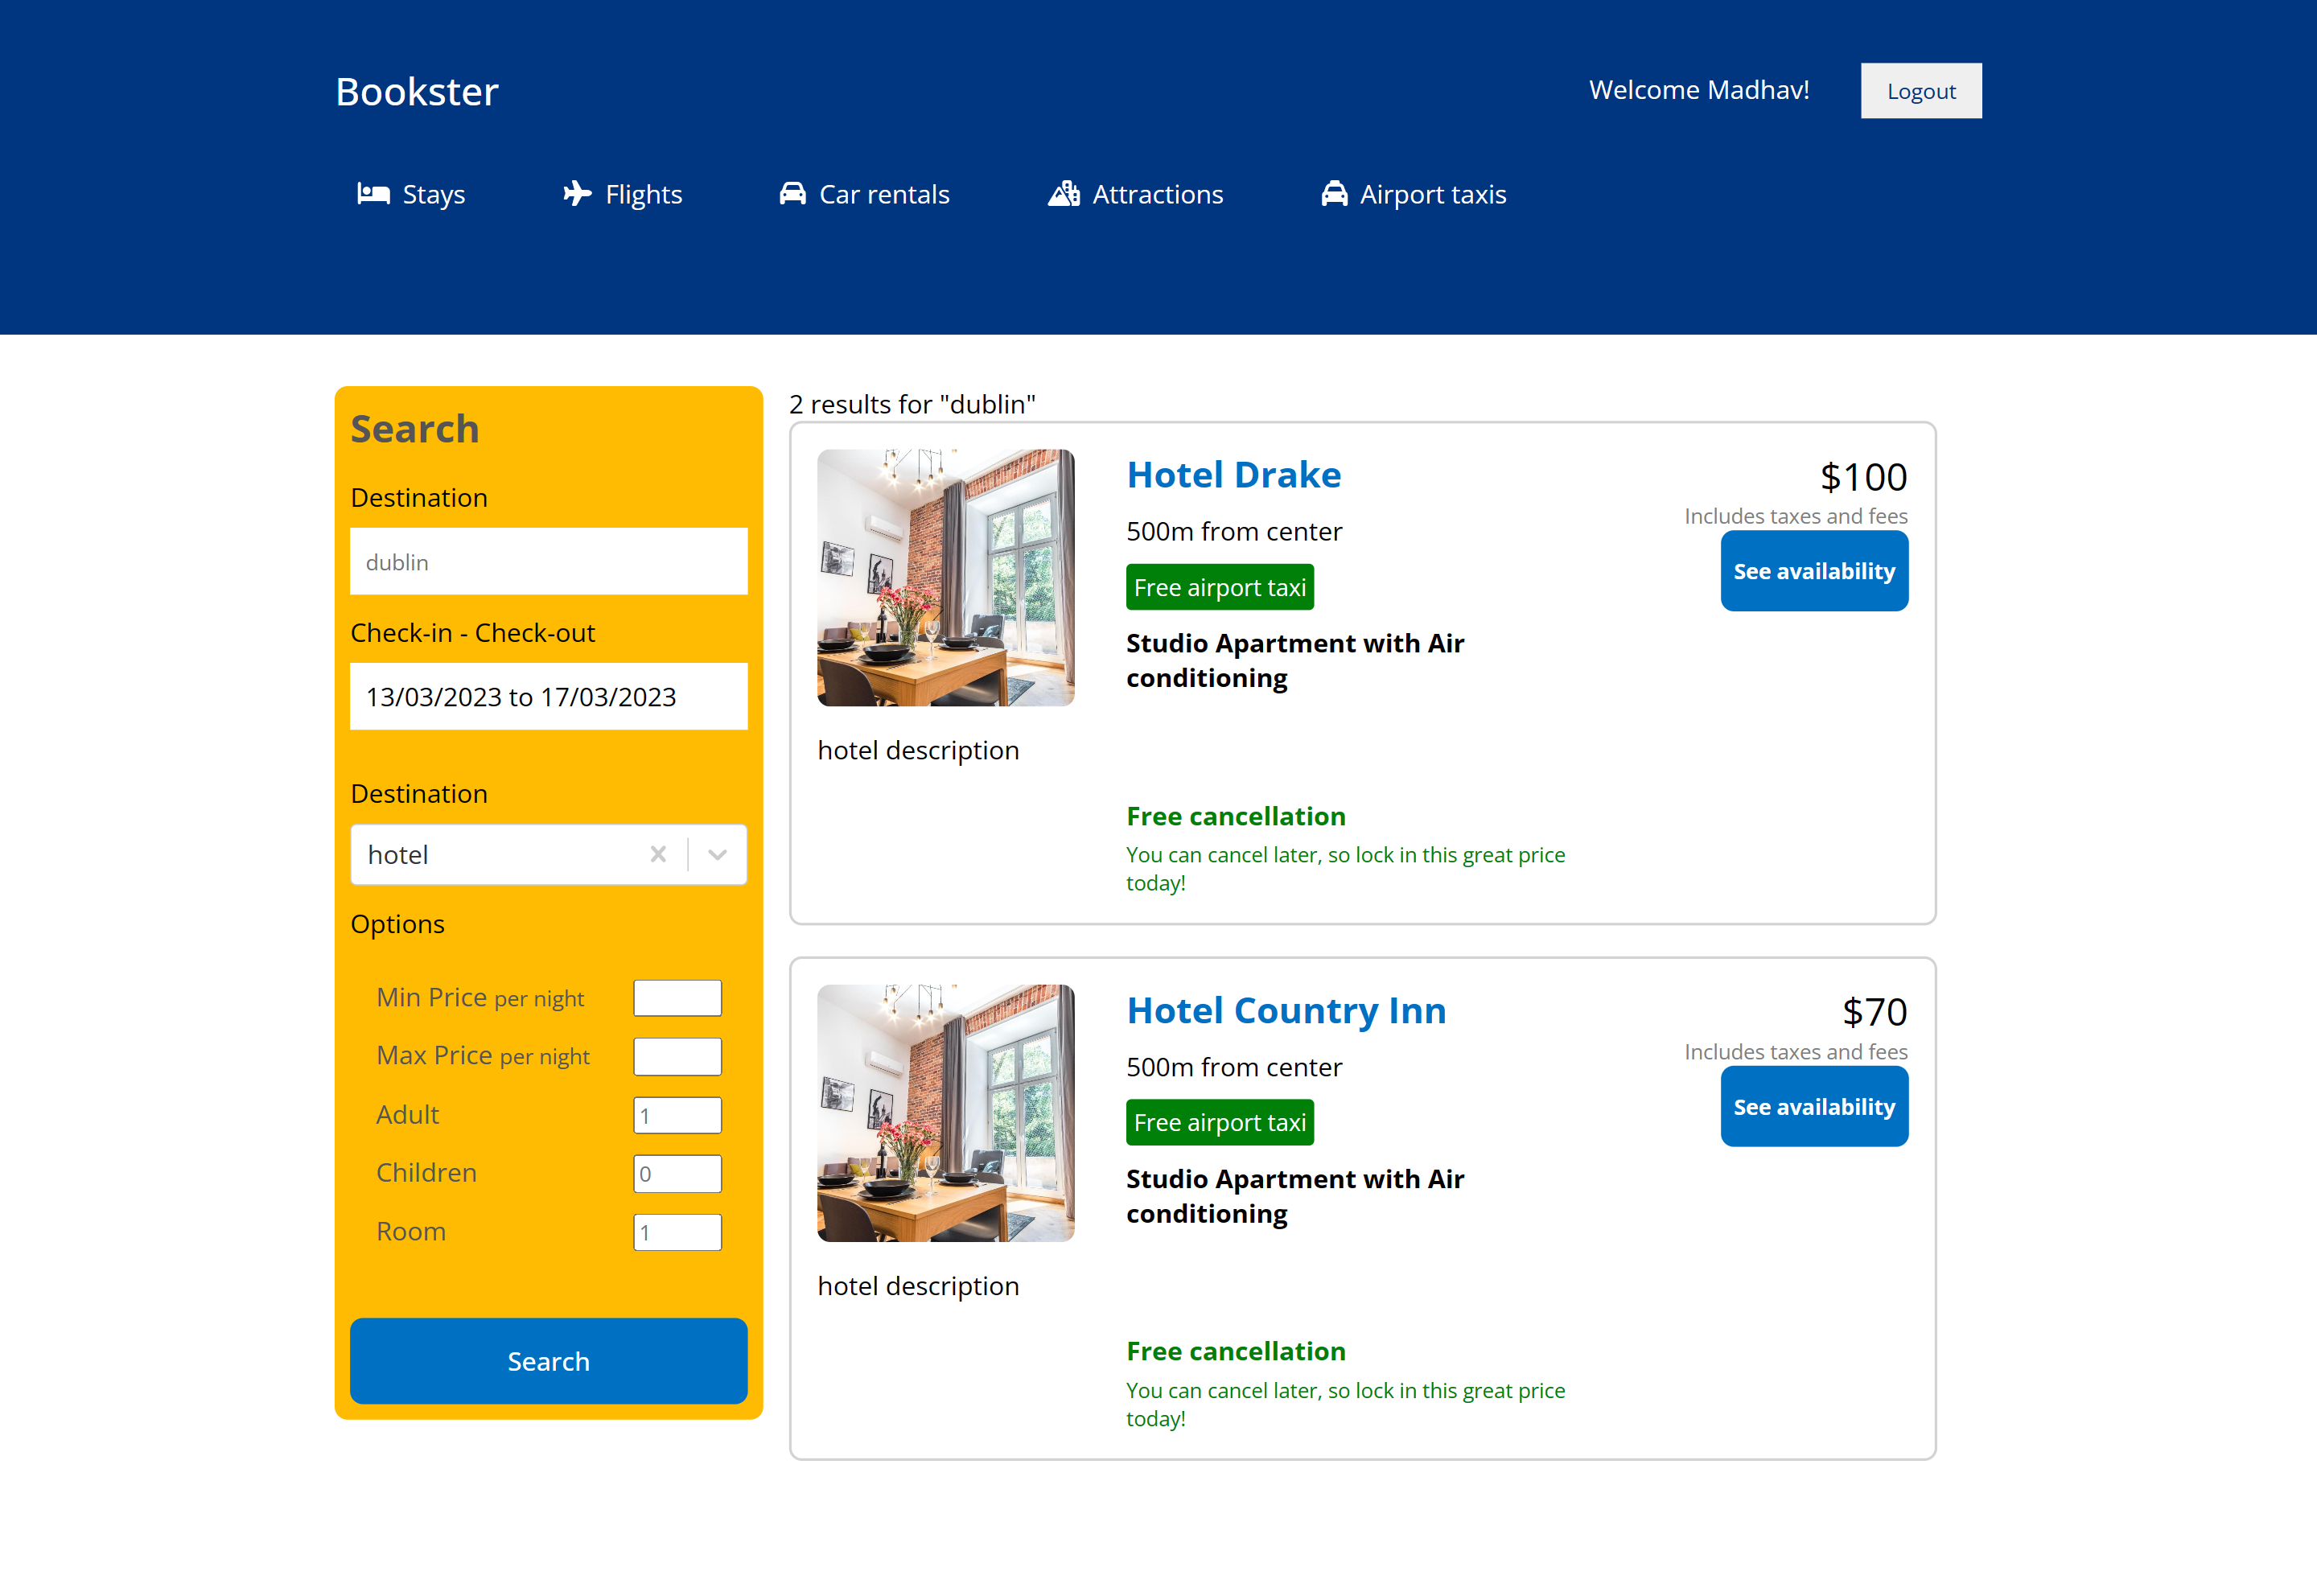 Bookster
Welcome Madhav!
Logout
Stays
Flights
Car rentals
Attractions
Airport taxis
Search
Destination
dublin
Check-in - Check-out
13/03/2023 to 17/03/2023
Destination
hotel
Options
Min Price per night
Max Price per night
Adult
1
Children
0
Room
1
Search
2 results for "dublin"
Hotel Drake
500m from center
Free airport taxi
Studio Apartment with Air
conditioning
hotel description
Free cancellation
You can cancel later, so lock in this great price
today!
$100
Includes taxes and fees
See availability
Hotel Country Inn
500m from center
Free airport taxi
Studio Apartment with Air
conditioning
hotel description
Free cancellation
You can cancel later, so lock in this great price
today!
$70
Includes taxes and fees
See availability